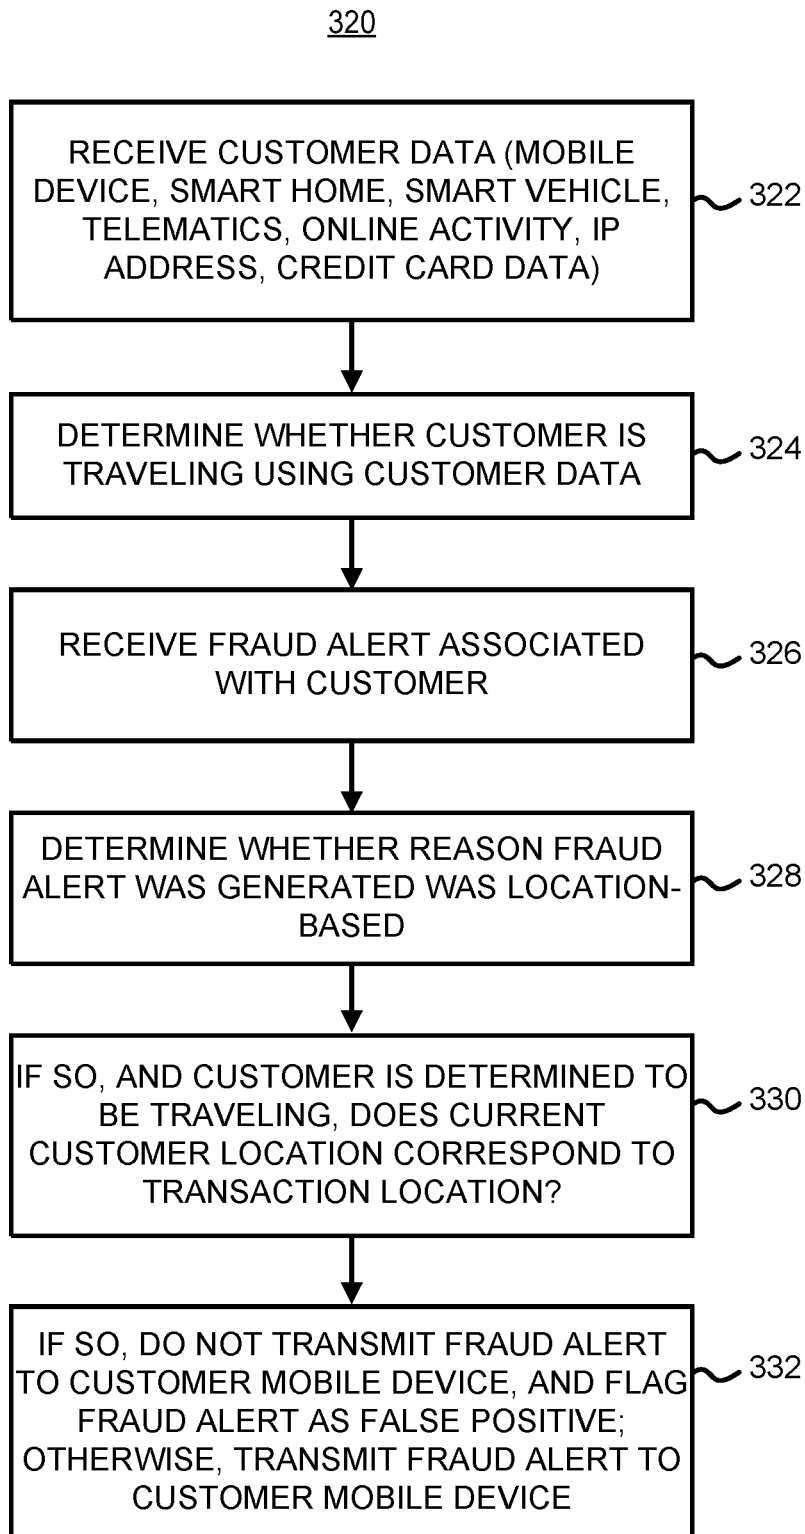 320
RECEIVE CUSTOMER DATA (MOBILE
DEVICE, SMART HOME, SMART VEHICLE,
TELEMATICS, ONLINE ACTIVITY, IP
ADDRESS, CREDIT CARD DATA)
322
DETERMINE WHETHER CUSTOMER IS
TRAVELING USING CUSTOMER DATA
324
RECEIVE FRAUD ALERT ASSOCIATED
WITH CUSTOMER
326
DETERMINE WHETHER REASON FRAUD
ALERT WAS GENERATED WAS LOCATION-
BASED
328
IF SO, AND CUSTOMER IS DETERMINED TO
BE TRAVELING, DOES CURRENT
CUSTOMER LOCATION CORRESPOND TO
TRANSACTION LOCATION?
330
IF SO, DO NOT TRANSMIT FRAUD ALERT
TO CUSTOMER MOBILE DEVICE, AND FLAG
FRAUD ALERT AS FALSE POSITIVE;
OTHERWISE, TRANSMIT FRAUD ALERT TO
CUSTOMER MOBILE DEVICE
332